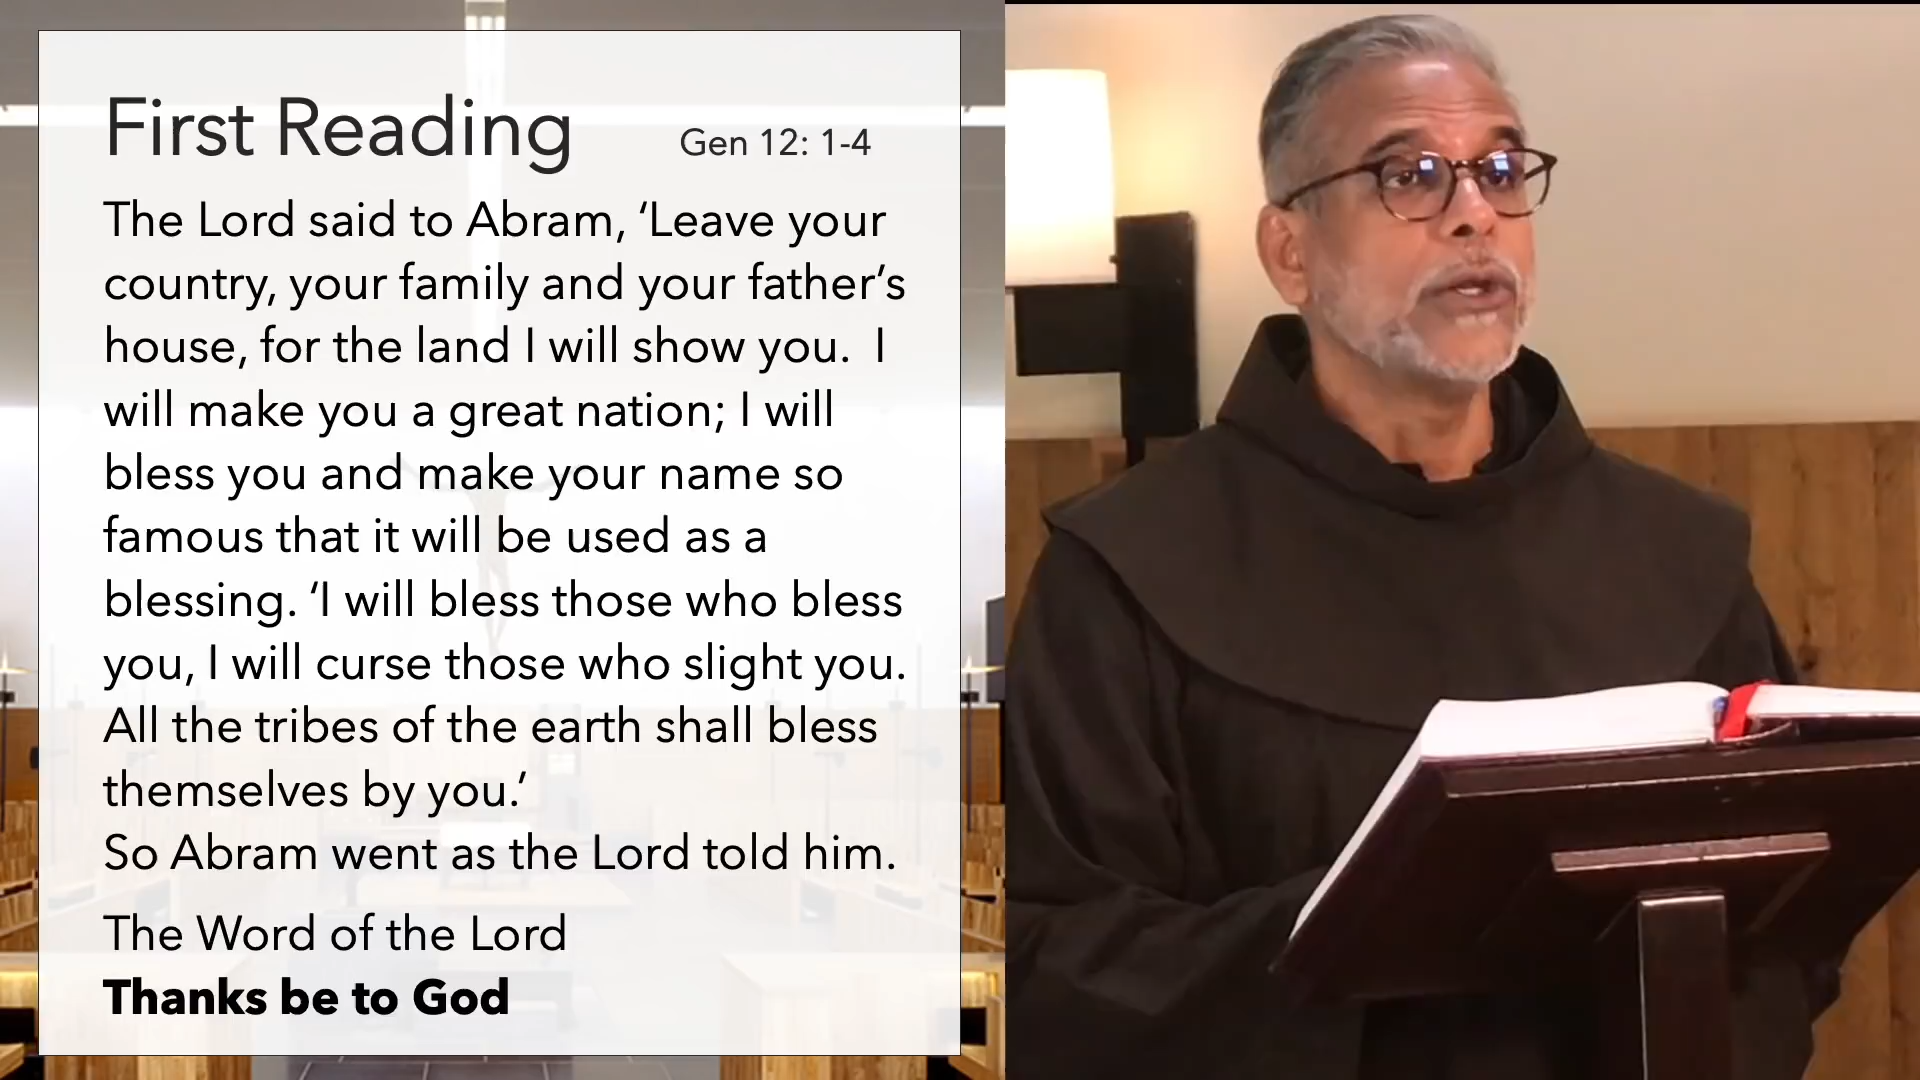 First Reading Gen 12: 1-4
The Lord said to Abram, ‘Leave your
country, your family and your father’s
house, for the land I will show you.  I
will make you a great nation; I will
bless you and make your name so
famous that it will be used as a
blessing. ‘I will bless those who bless
you, I will curse those who slight you.
All the tribes of the earth shall bless
themselves by you.’
So Abram went as the Lord told him.
The Word of the Lord
Thanks be to God